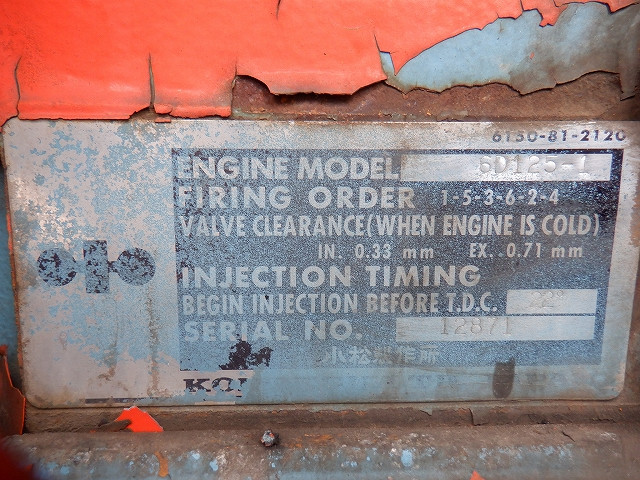 6150-81-2120
ENGINE MODEL 6D125-1
FIRING ORDER 1-5-3-6-2-4
VALVE CLEARANCE(WHEN ENGINE IS COLD)
IN. 0.33 mm EX. 0.71 mm
INJECTION TIMING
BEGIN INJECTION BEFORE T.D.C. 22°
SERIAL NO. 12871
小松製作所